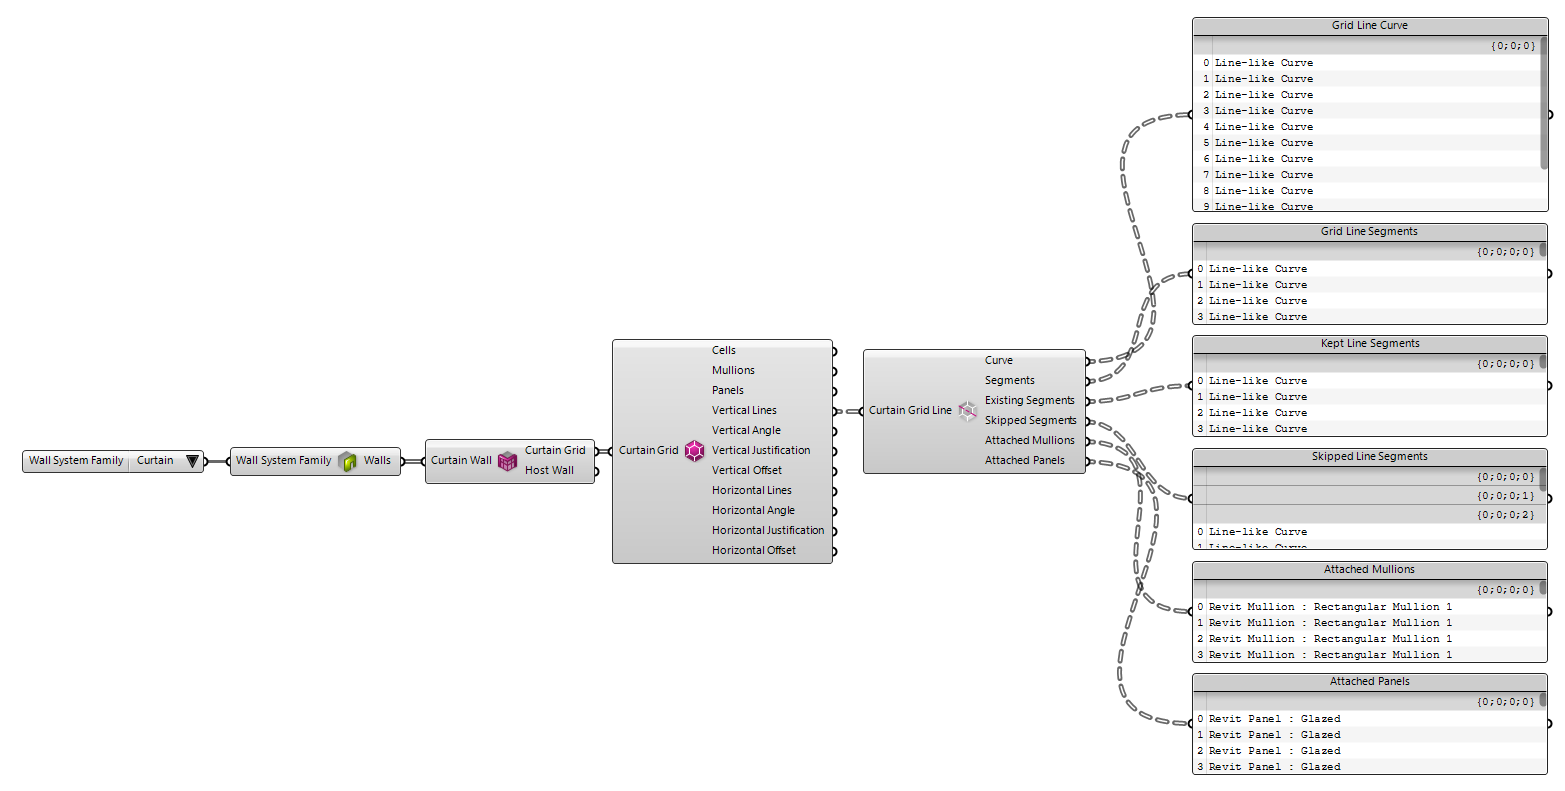 Wall System Family
Curtain
Wall System Family
Walls
Curtain Wall
Curtain Grid
Host Wall
Curtain Grid
Cells
Mullions
Panels
Vertical Lines
Vertical Angle
Vertical Justification
Vertical Offset
Horizontal Lines
Horizontal Angle
Horizontal Justification
Horizontal Offset
Curtain Grid Line
Curve
Segments
Existing Segments
Skipped Segments
Attached Mullions
Attached Panels
Grid Line Curve
{0;0;0}
0 Line-like Curve
1 Line-like Curve
2 Line-like Curve
3 Line-like Curve
4 Line-like Curve
5 Line-like Curve
6 Line-like Curve
7 Line-like Curve
8 Line-like Curve
9 Line-like Curve
Grid Line Segments
{0;0;0;0}
0 Line-like Curve
1 Line-like Curve
2 Line-like Curve
3 Line-like Curve
Kept Line Segments
{0;0;0;0}
0 Line-like Curve
1 Line-like Curve
2 Line-like Curve
3 Line-like Curve
Skipped Line Segments
{0;0;0;0}
{0;0;0;1}
{0;0;0;2}
0 Line-like Curve
1 Line-like Curve
Attached Mullions
{0;0;0;0}
0 Revit Mullion : Rectangular Mullion 1
1 Revit Mullion : Rectangular Mullion 1
2 Revit Mullion : Rectangular Mullion 1
3 Revit Mullion : Rectangular Mullion 1
Attached Panels
{0;0;0;0}
0 Revit Panel : Glazed
1 Revit Panel : Glazed
2 Revit Panel : Glazed
3 Revit Panel : Glazed